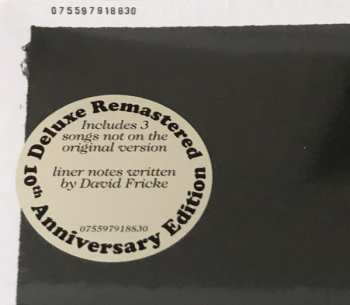 075597918830
10th Anniversary Edition
Deluxe Remastered
Includes 3
songs not on the
original version
liner notes written
by David Fricke
075597918830